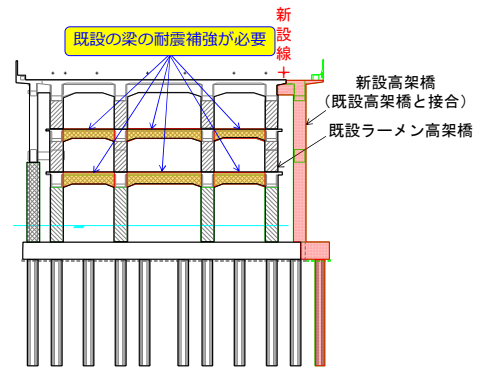 新設線
既設の梁の耐震補強が必要
新設高架橋
(既設高架橋と接合)
既設ラーメン高架橋